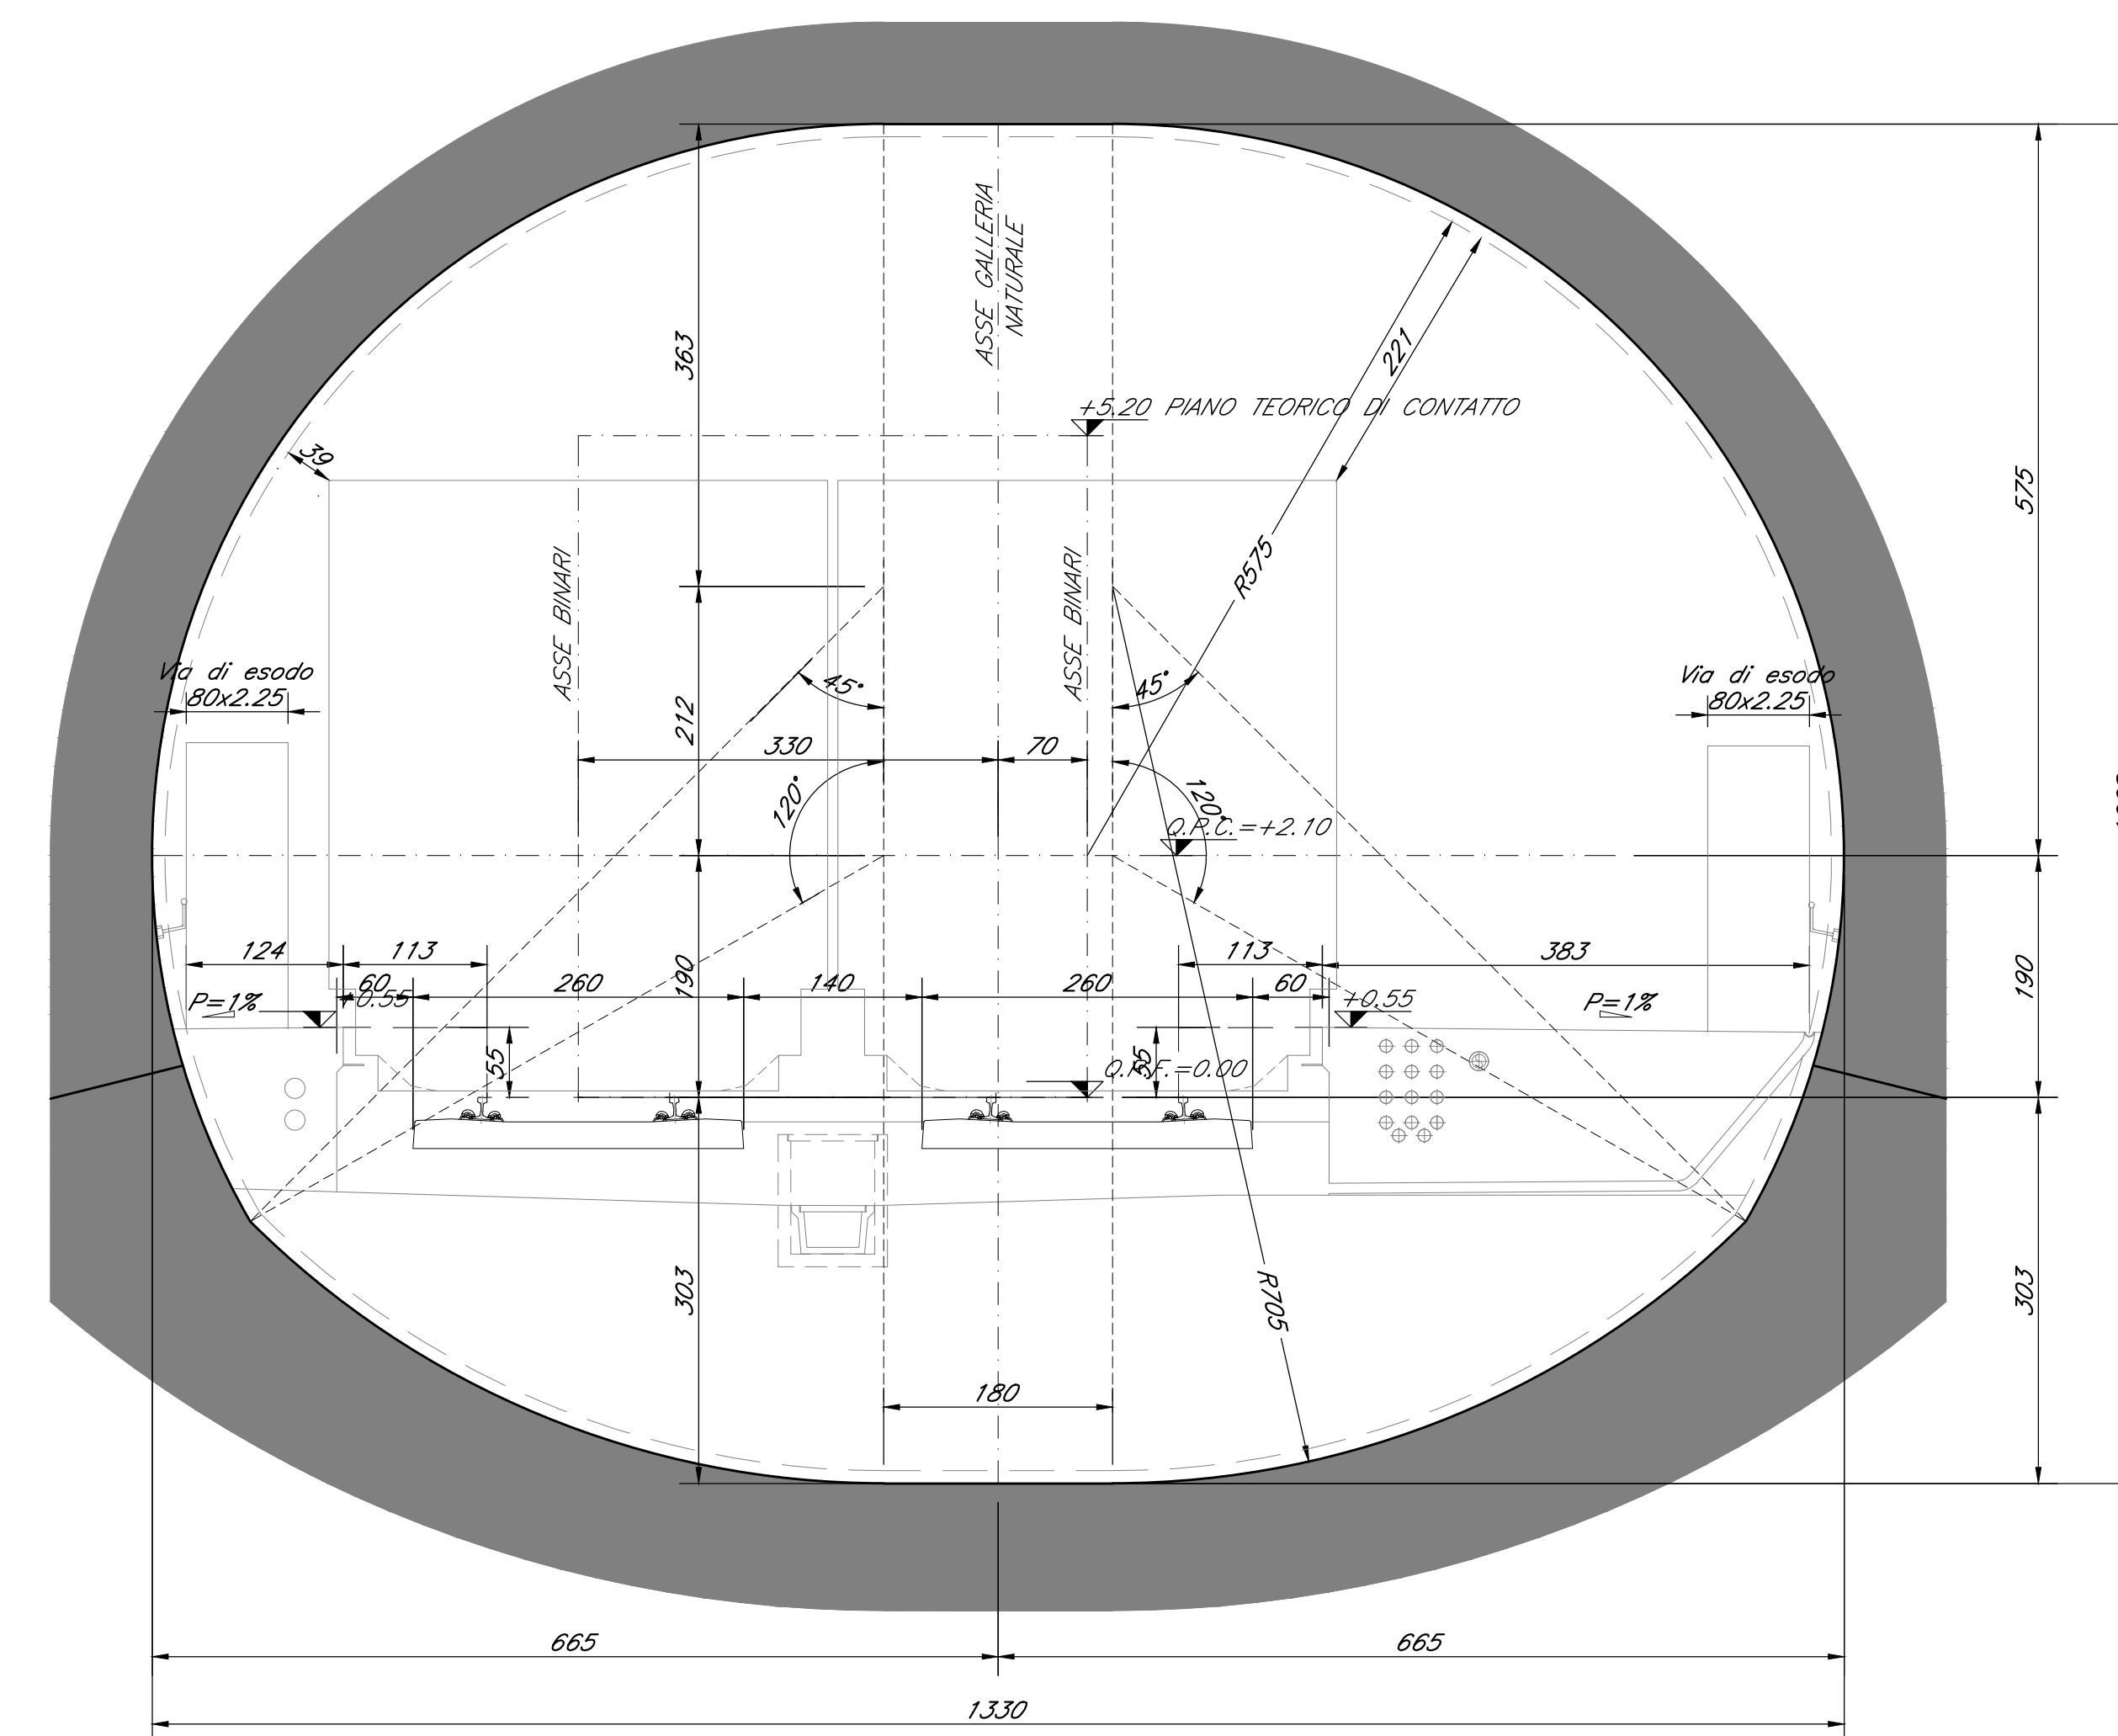 ASSE GALLERIA
NATURALE
363
221
+5.20 PIANO TEORICO DI CONTATTO
39
575
R575
ASSE BINARI
ASSE BINARI
Via di esodo
80x2.25
45°
45°
Via di esodo
80x2.25
212
330
70
120°
120°
Q.R.C.=+2.10
124
113
190
113
383
60
260
140
260
60
190
P=1%
+0.55
+0.55
P=1%
55
55
Q.R.F.=0.00
303
R705
303
180
665
665
1330